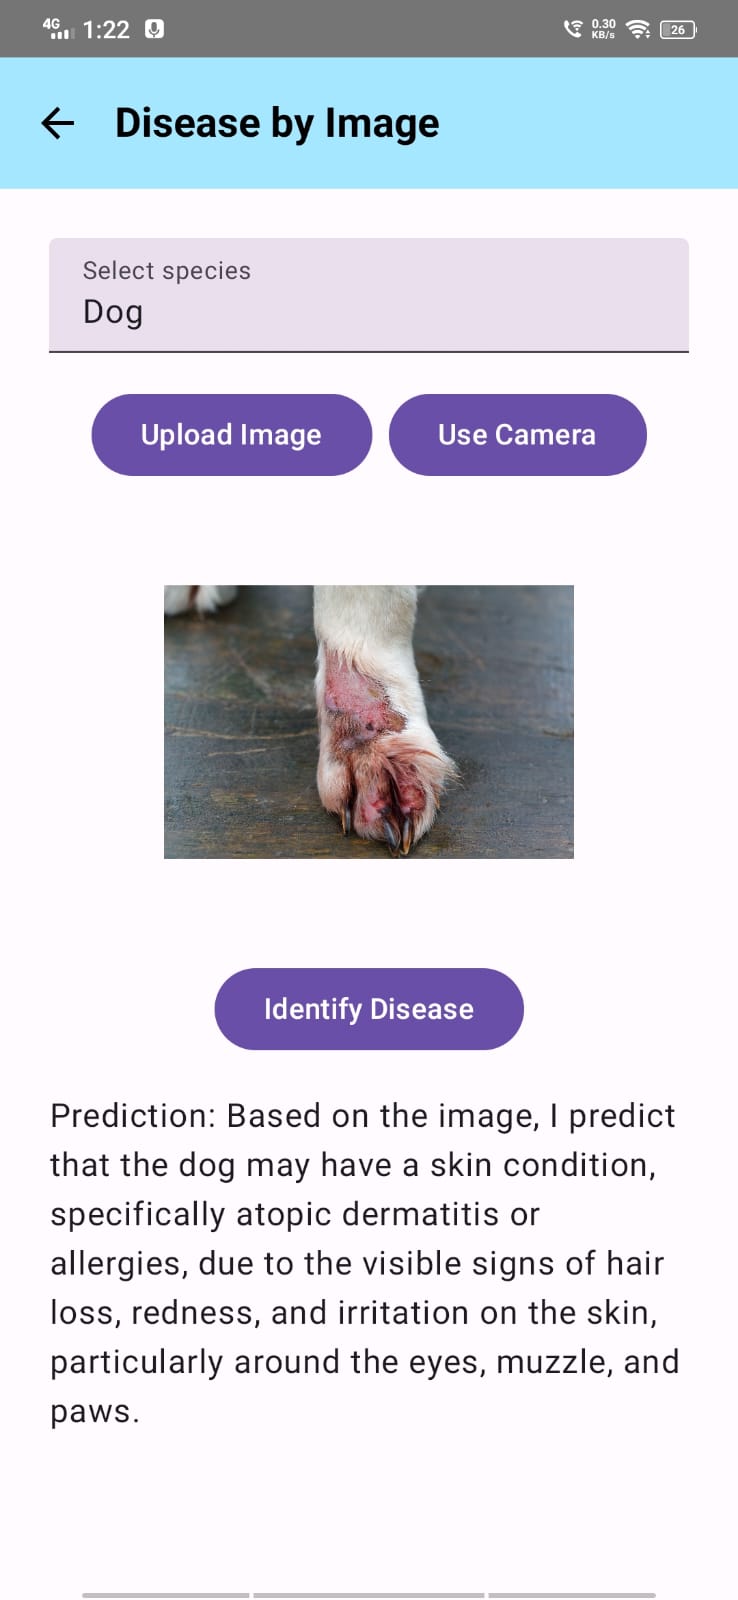 4G 1:22 0.30 KB/s 26
Disease by Image
Select species
Dog
Upload Image Use Camera
Identify Disease
Prediction: Based on the image, I predict
that the dog may have a skin condition,
specifically atopic dermatitis or
allergies, due to the visible signs of hair
loss, redness, and irritation on the skin,
particularly around the eyes, muzzle, and
paws.